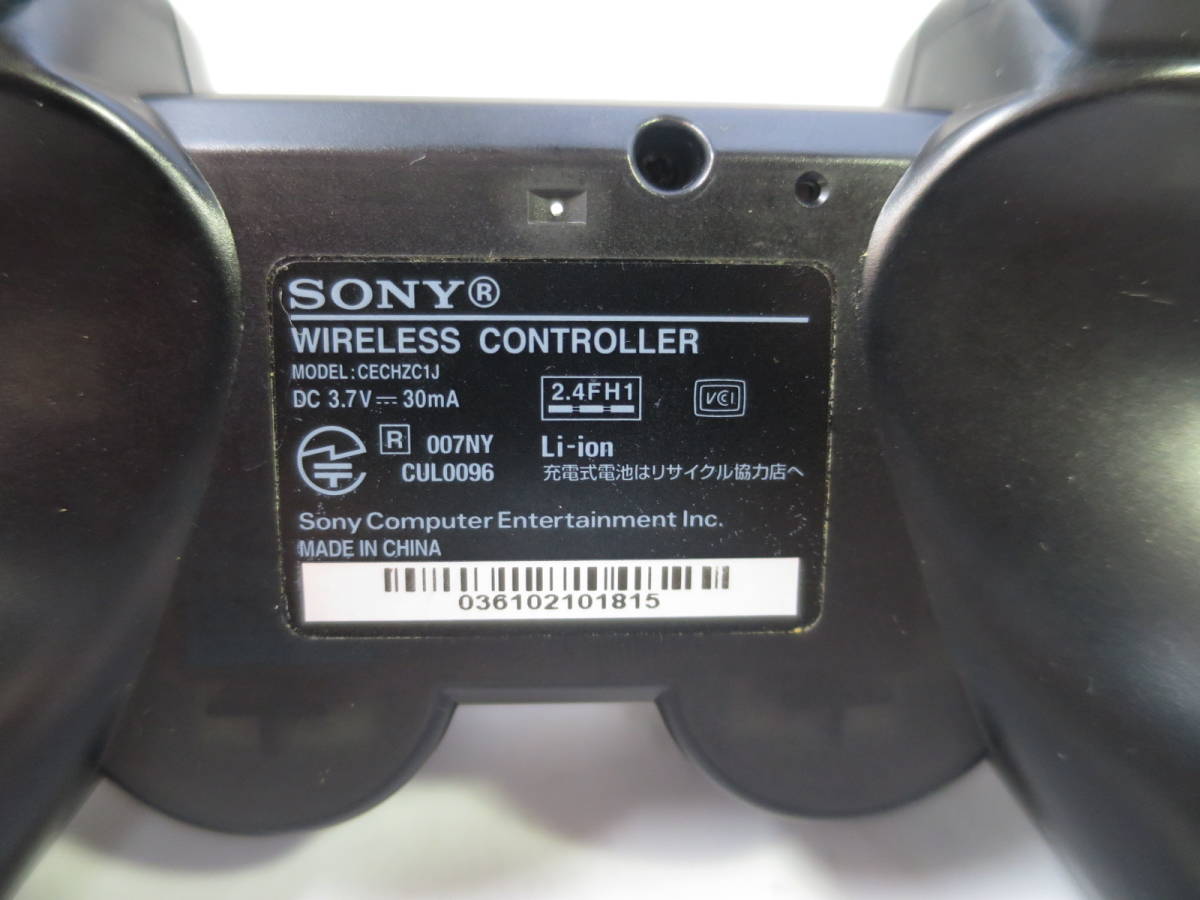 SONY®
WIRELESS CONTROLLER
MODEL: CECHZC1J
DC 3.7V ⎓ 30mA
2.4FH1
VCI
R 007NY
CUL0096
Li-ion
充電式電池はリサイクル協力店へ
Sony Computer Entertainment Inc.
MADE IN CHINA
036102101815